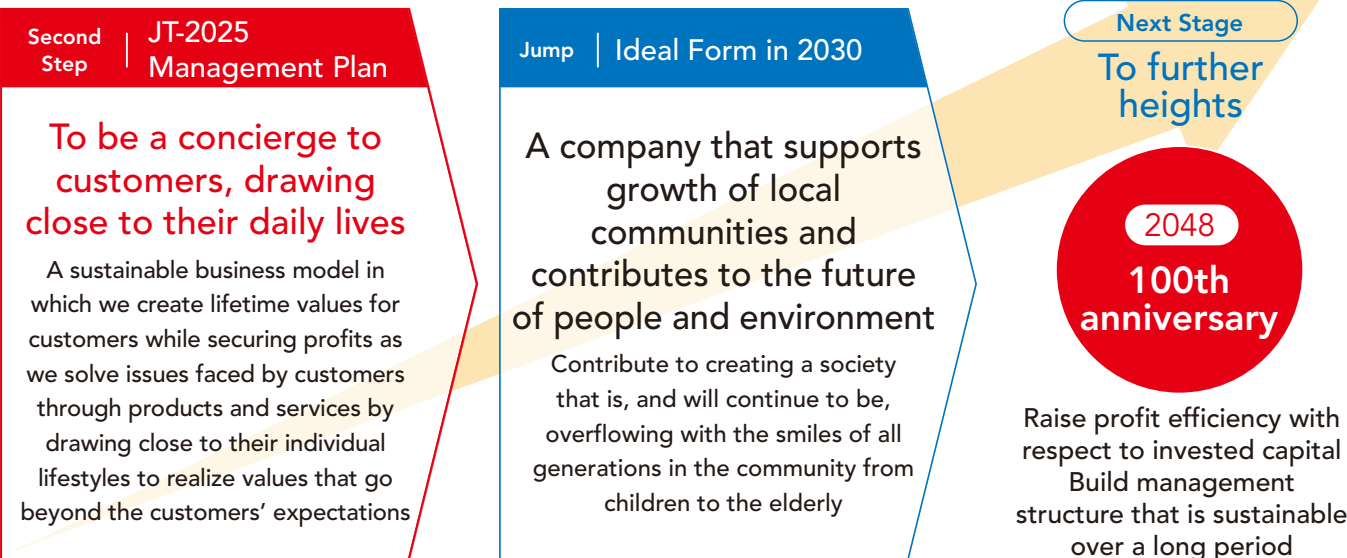 Second
Step
JT-2025
Management Plan
To be a concierge to
customers, drawing
close to their daily lives
A sustainable business model in
which we create lifetime values for
customers while securing profits as
we solve issues faced by customers
through products and services by
drawing close to their individual
lifestyles to realize values that go
beyond the customers’ expectations
Jump
Ideal Form in 2030
A company that supports
growth of local
communities and
contributes to the future
of people and environment
Contribute to creating a society
that is, and will continue to be,
overflowing with the smiles of all
generations in the community from
children to the elderly
Next Stage
To further
heights
2048
100th
anniversary
Raise profit efficiency with
respect to invested capital
Build management
structure that is sustainable
over a long period